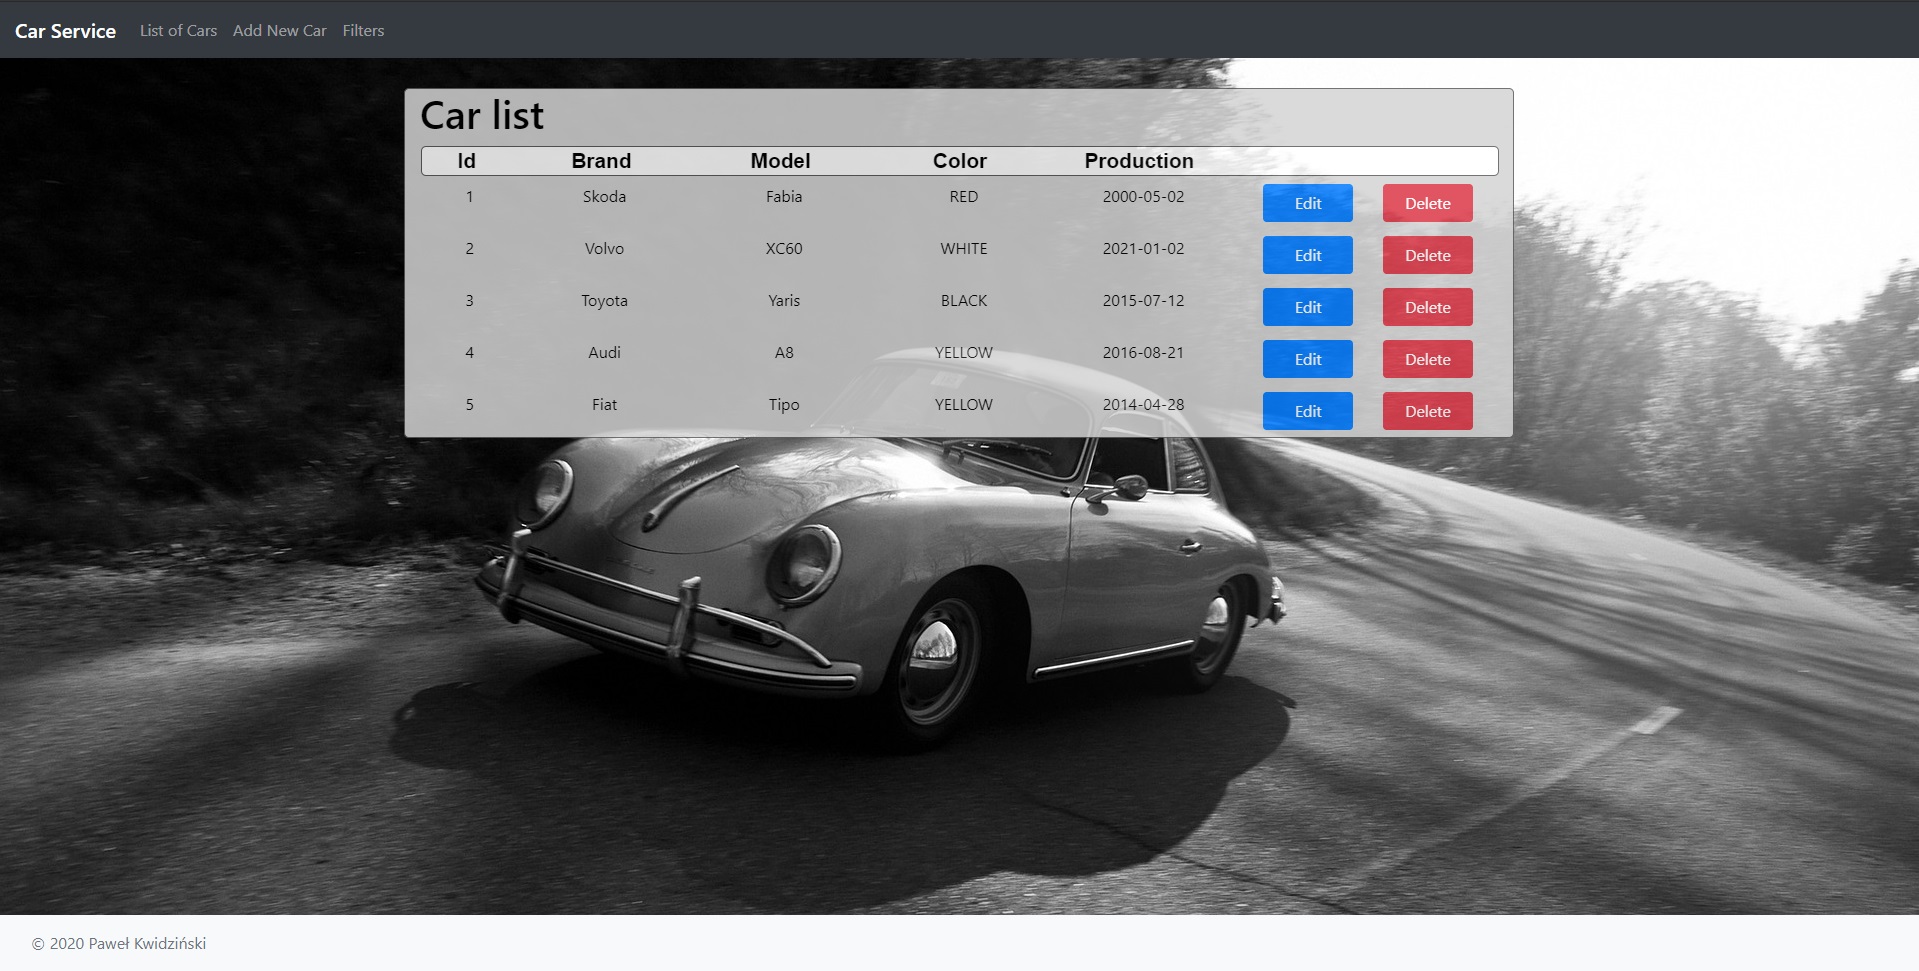 Car Service List of Cars Add New Car Filters
Car list
Id Brand Model Color Production
1 Skoda Fabia RED 2000-05-02 Edit Delete
2 Volvo XC60 WHITE 2021-01-02 Edit Delete
3 Toyota Yaris BLACK 2015-07-12 Edit Delete
4 Audi A8 YELLOW 2016-08-21 Edit Delete
5 Fiat Tipo YELLOW 2014-04-28 Edit Delete
© 2020 Paweł Kwidziński